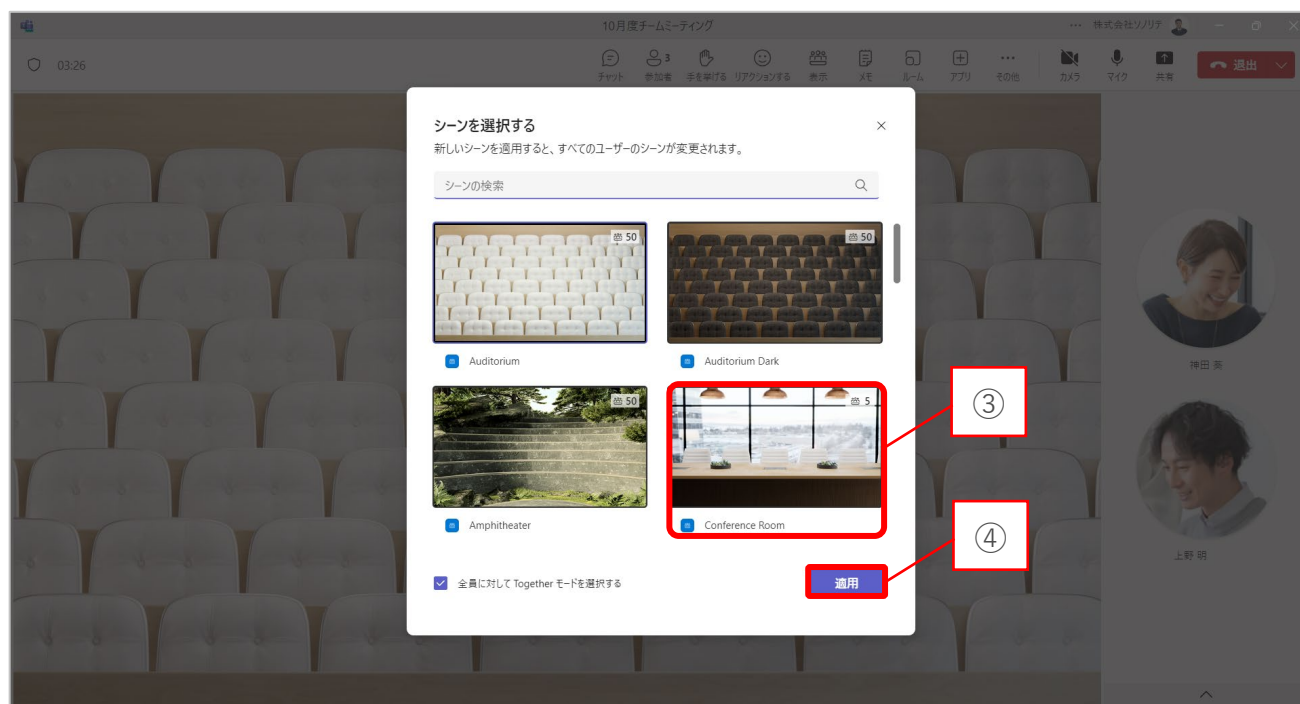 10月度チームミーティング
… 株式会社ソノリテ
03:26
3
チャット 参加者 手を挙げる リアクションする 表示 メモ ルーム アプリ その他 カメラ マイク 共有 退出
シーンを選択する
新しいシーンを適用すると、すべてのユーザーのシーンが変更されます。
シーンの検索
50
50
Auditorium
Auditorium Dark
50
5
Amphitheater
Conference Room
全員に対して Together モードを選択する
適用
③
④
神田 英
上野 明